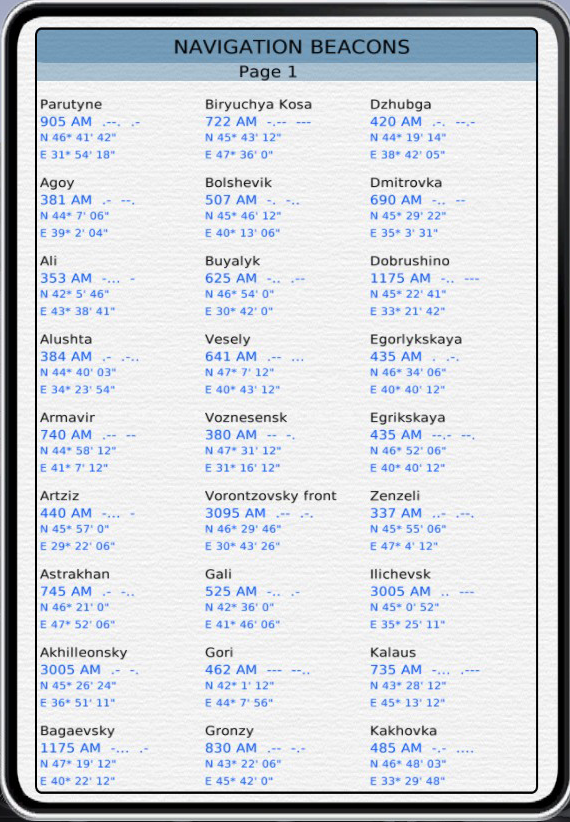 NAVIGATION BEACONS
Page 1
Parutyne
905 AM .--. .-
N 46* 41' 42"
E 31* 54' 18"
Agoy
381 AM .- --.
N 44* 7' 06"
E 39* 2' 04"
Ali
353 AM -... -
N 42* 5' 46"
E 43* 38' 41"
Alushta
384 AM .- .-..
N 44* 40' 03"
E 34* 23' 54"
Armavir
740 AM .-- --
N 44* 58' 12"
E 41* 7' 12"
Artziz
440 AM -... -
N 45* 57' 0"
E 29* 22' 06"
Astrakhan
745 AM .- -..
N 46* 21' 0"
E 47* 52' 06"
Akhilleonsky
3005 AM .- -.
N 45* 26' 24"
E 36* 51' 11"
Bagaevsky
1175 AM -... .-
N 47* 19' 12"
E 40* 22' 12"
Biryuchya Kosa
722 AM -.-- ---
N 45* 43' 12"
E 47* 36' 0"
Bolshevik
507 AM -. -..
N 45* 46' 12"
E 40* 13' 06"
Buyalyk
625 AM -.. .--
N 46* 54' 0"
E 30* 42' 0"
Vesely
641 AM .-- ...
N 47* 7' 12"
E 40* 43' 12"
Voznesensk
380 AM -- -.
N 47* 31' 12"
E 31* 16' 12"
Vorontzovsky front
3095 AM .-- .-.
N 46* 29' 46"
E 30* 43' 26"
Gali
525 AM -.. .-
N 42* 36' 0"
E 41* 46' 06"
Gori
462 AM --- --..
N 42* 1' 12"
E 44* 7' 56"
Gronzy
830 AM .-- -.-
N 43* 22' 06"
E 45* 42' 0"
Dzhubga
420 AM .-. --.-
N 44* 19' 14"
E 38* 42' 05"
Dmitrovka
690 AM -.. --
N 45* 29' 22"
E 35* 3' 31"
Dobrushino
1175 AM -.. ---
N 45* 22' 41"
E 33* 21' 42"
Egorlykskaya
435 AM . .-.
N 46* 34' 06"
E 40* 40' 12"
Egrikskaya
435 AM --.- --.
N 46* 52' 06"
E 40* 40' 12"
Zenzeli
337 AM ..- .--.
N 45* 55' 06"
E 47* 4' 12"
Ilichevsk
3005 AM .. ---
N 45* 0' 52"
E 35* 25' 11"
Kalaus
735 AM -... .---
N 43* 28' 12"
E 45* 13' 12"
Kakhovka
485 AM -.- ....
N 46* 48' 03"
E 33* 29' 48"